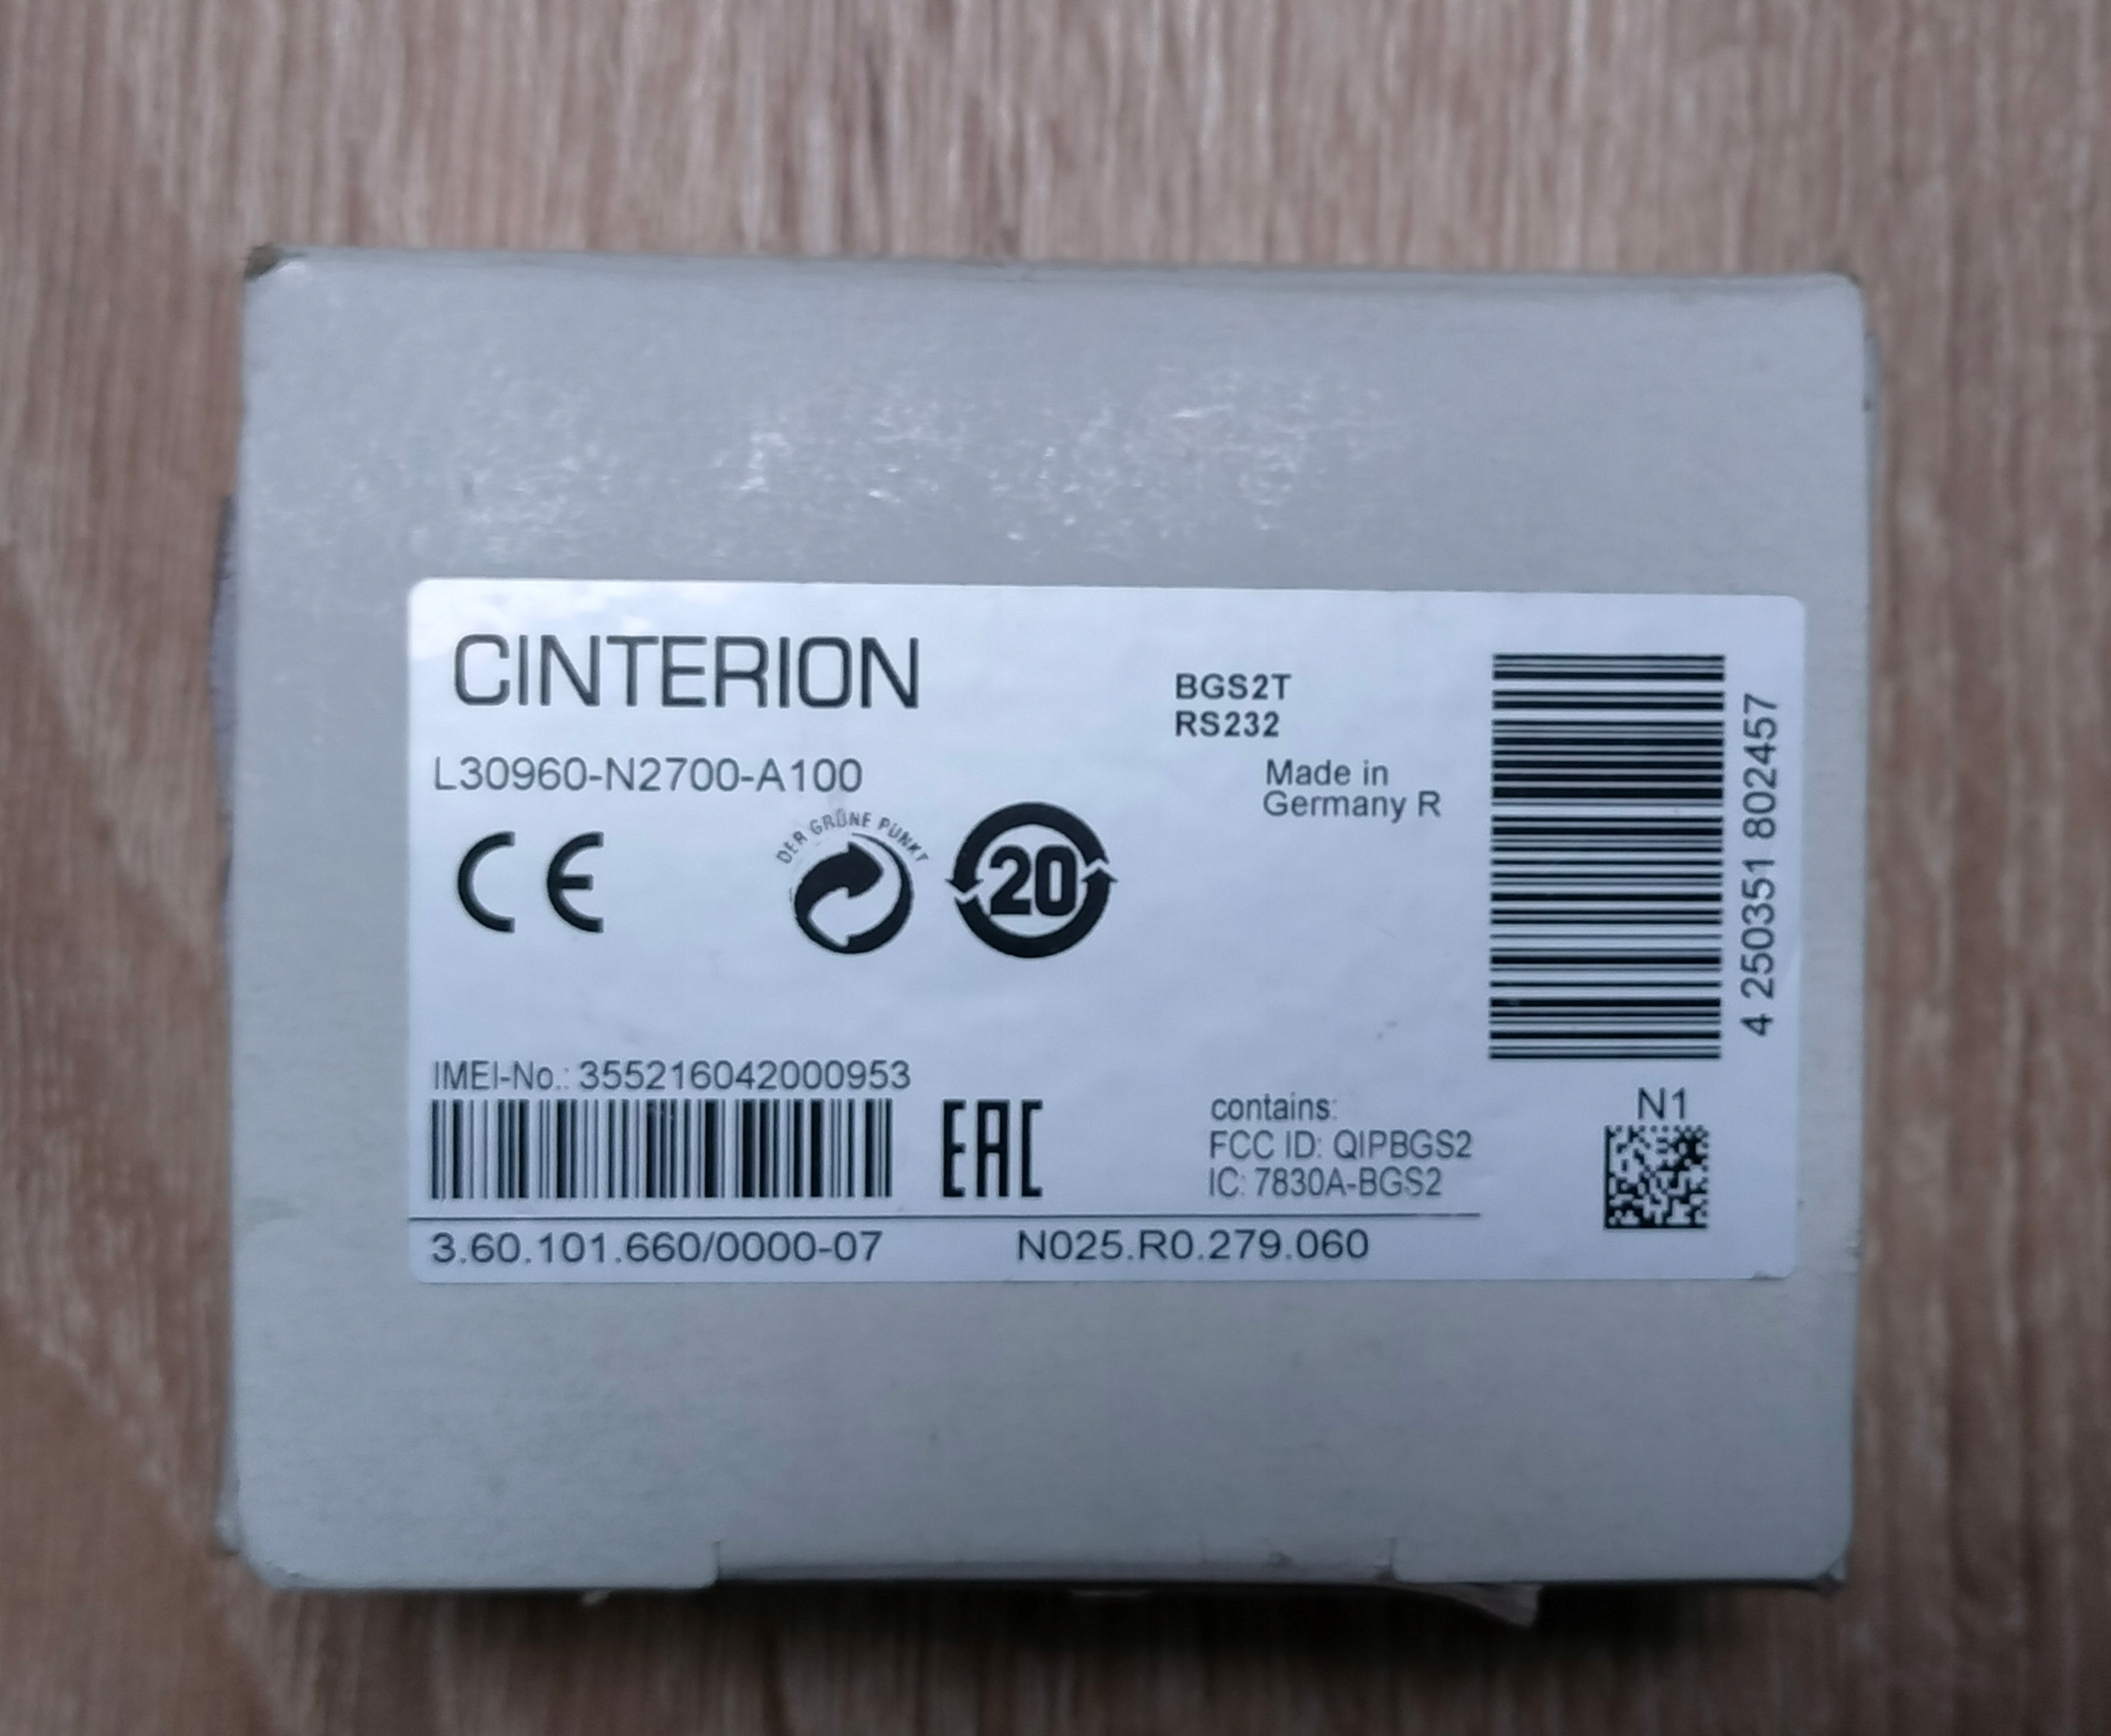 CINTERION
BGS2T
RS232
L30960-N2700-A100
Made in
Germany R
CE
DER GRÜNE PUNKT
20
4 250351 802457
IMEI-No.: 355216042000953
EAC
contains:
FCC ID: QIPBGS2
IC: 7830A-BGS2
N1
3.60.101.660/0000-07
N025.R0.279.060